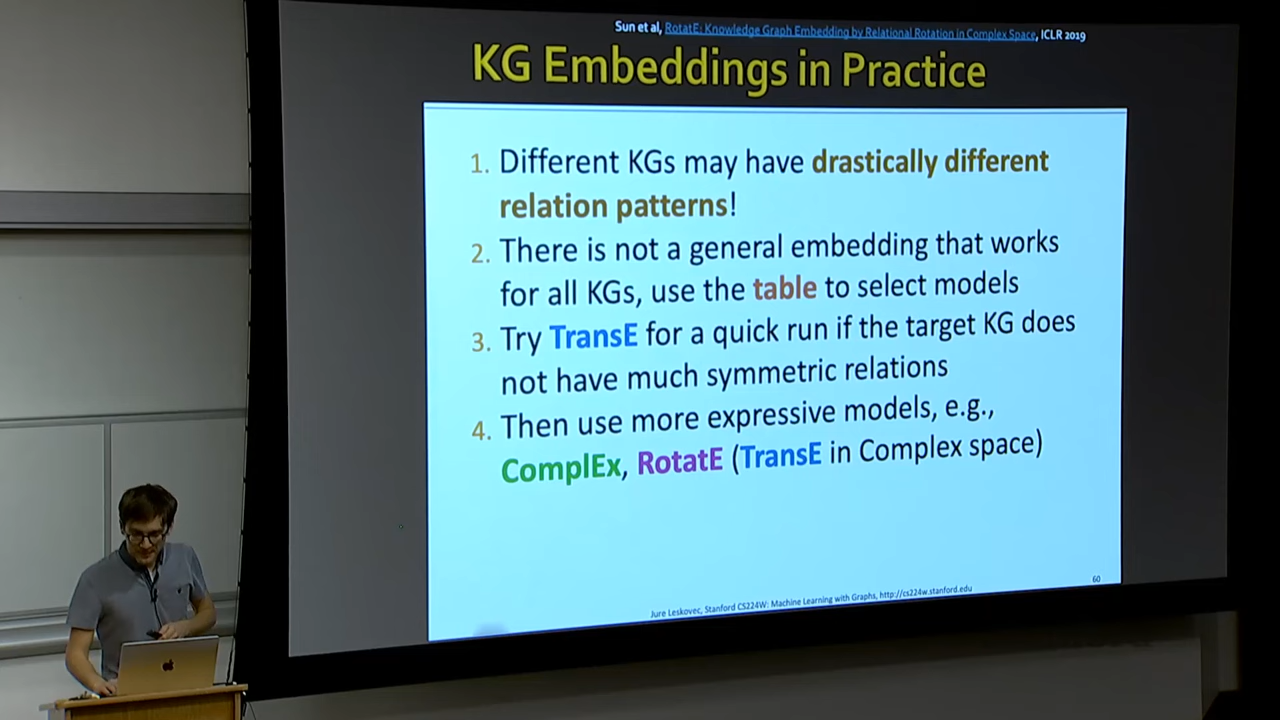 Sun et al, RotatE: Knowledge Graph Embedding by Relational Rotation in Complex Space, ICLR 2019
KG Embeddings in Practice
1. Different KGs may have drastically different
relation patterns!
2. There is not a general embedding that works
for all KGs, use the table to select models
3. Try TransE for a quick run if the target KG does
not have much symmetric relations
4. Then use more expressive models, e.g.,
ComplEx, RotatE (TransE in Complex space)
60
Jure Leskovec, Stanford CS224W: Machine Learning with Graphs, http://cs224w.stanford.edu